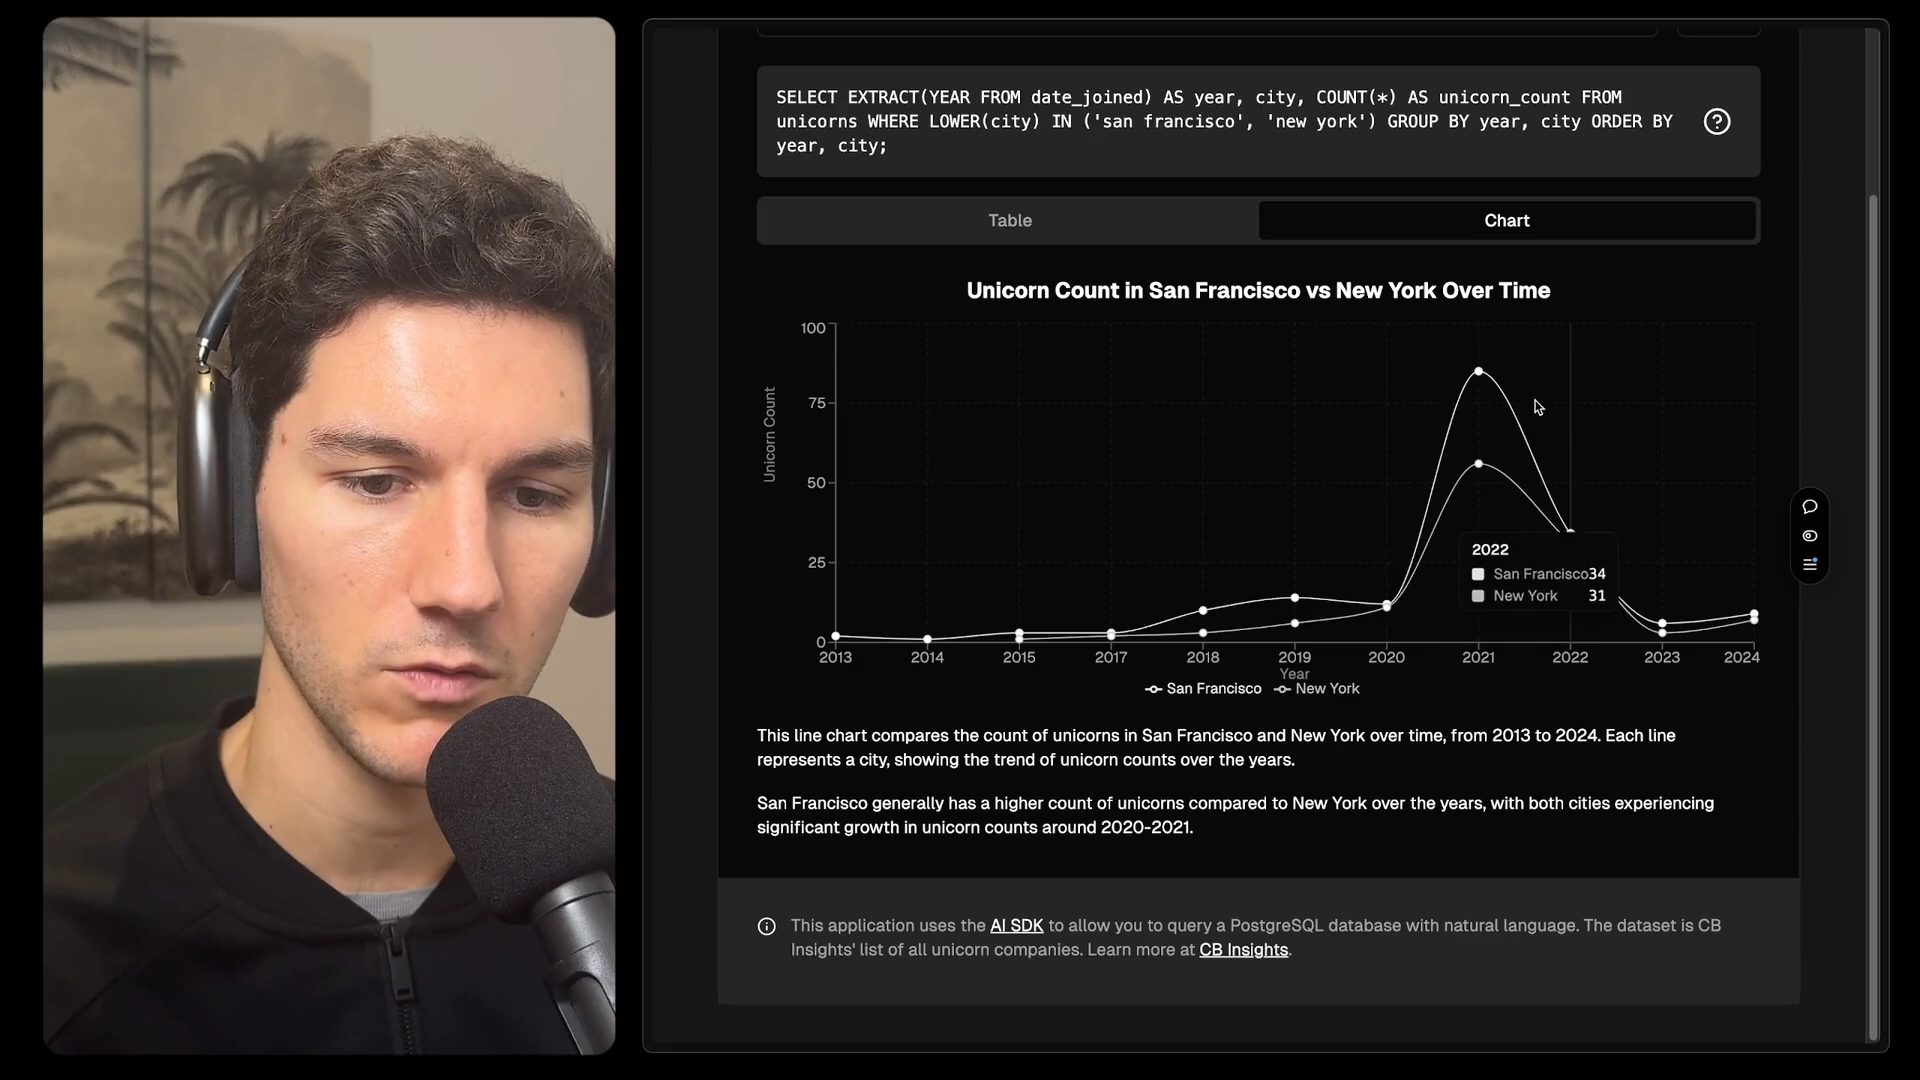 SELECT EXTRACT(YEAR FROM date_joined) AS year, city, COUNT(*) AS unicorn_count FROM
unicorns WHERE LOWER(city) IN ('san francisco', 'new york') GROUP BY year, city ORDER BY
year, city;
Table
Chart
Unicorn Count in San Francisco vs New York Over Time
Unicorn Count
100
75
50
25
0
2022
San Francisco 34
New York 31
2013 2014 2015 2017 2018 2019 2020 2021 2022 2023 2024
Year
San Francisco New York
This line chart compares the count of unicorns in San Francisco and New York over time, from 2013 to 2024. Each line
represents a city, showing the trend of unicorn counts over the years.
San Francisco generally has a higher count of unicorns compared to New York over the years, with both cities experiencing
significant growth in unicorn counts around 2020-2021.
This application uses the AI SDK to allow you to query a PostgreSQL database with natural language. The dataset is CB
Insights' list of all unicorn companies. Learn more at CB Insights.